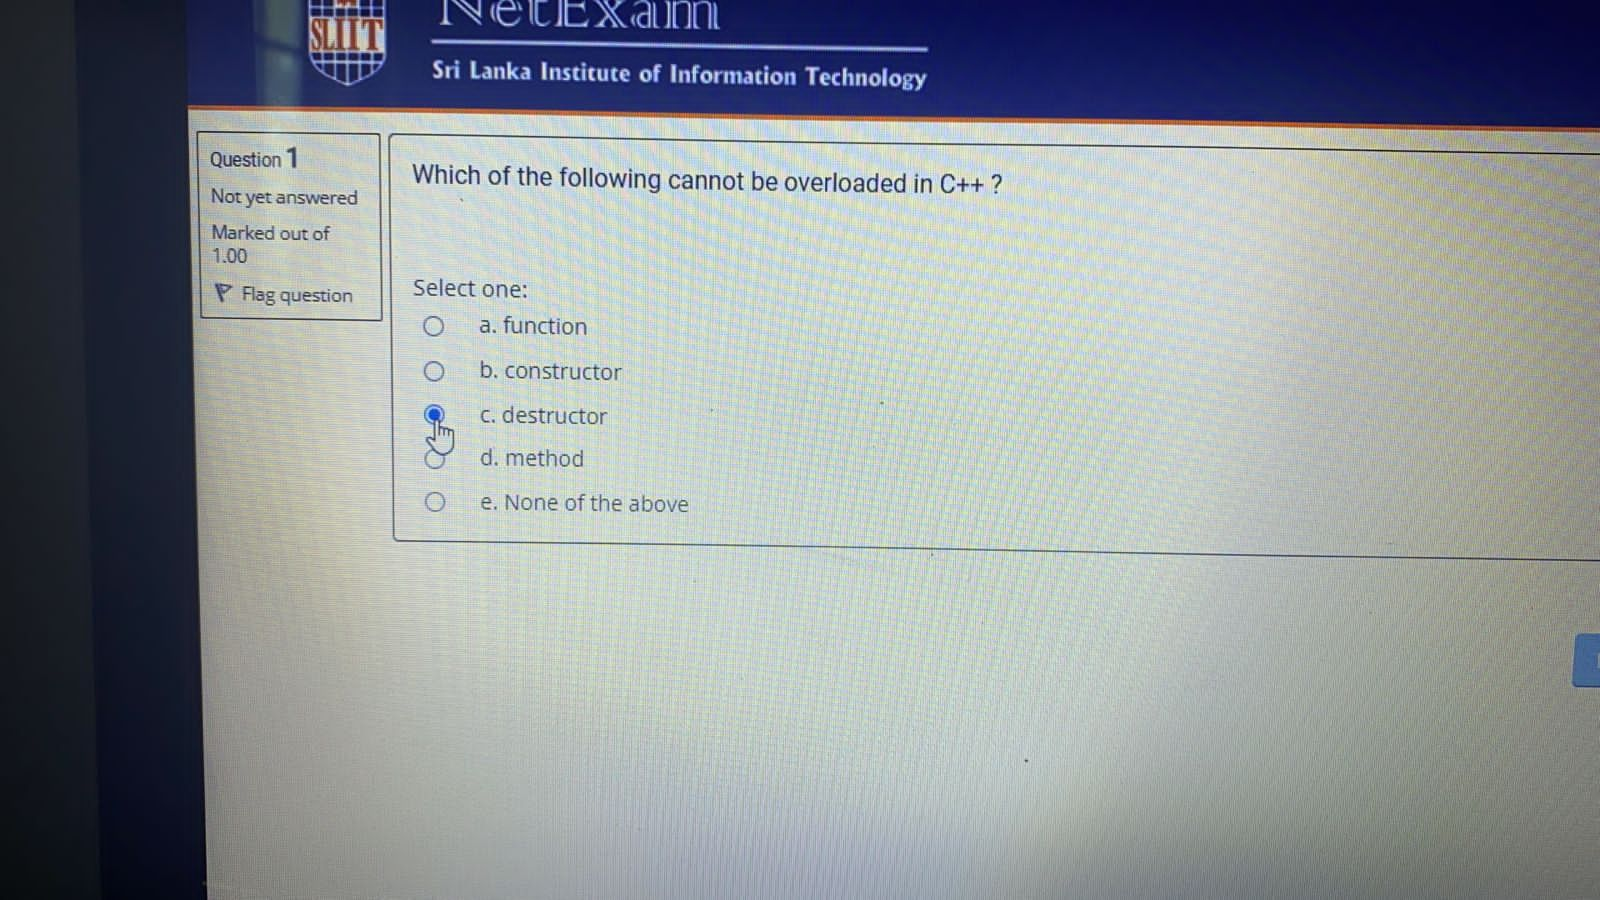 SLIIT
NetExam
Sri Lanka Institute of Information Technology
Question 1
Not yet answered
Marked out of
1.00
Flag question
Which of the following cannot be overloaded in C++ ?
Select one:
a. function
b. constructor
c. destructor
d. method
e. None of the above